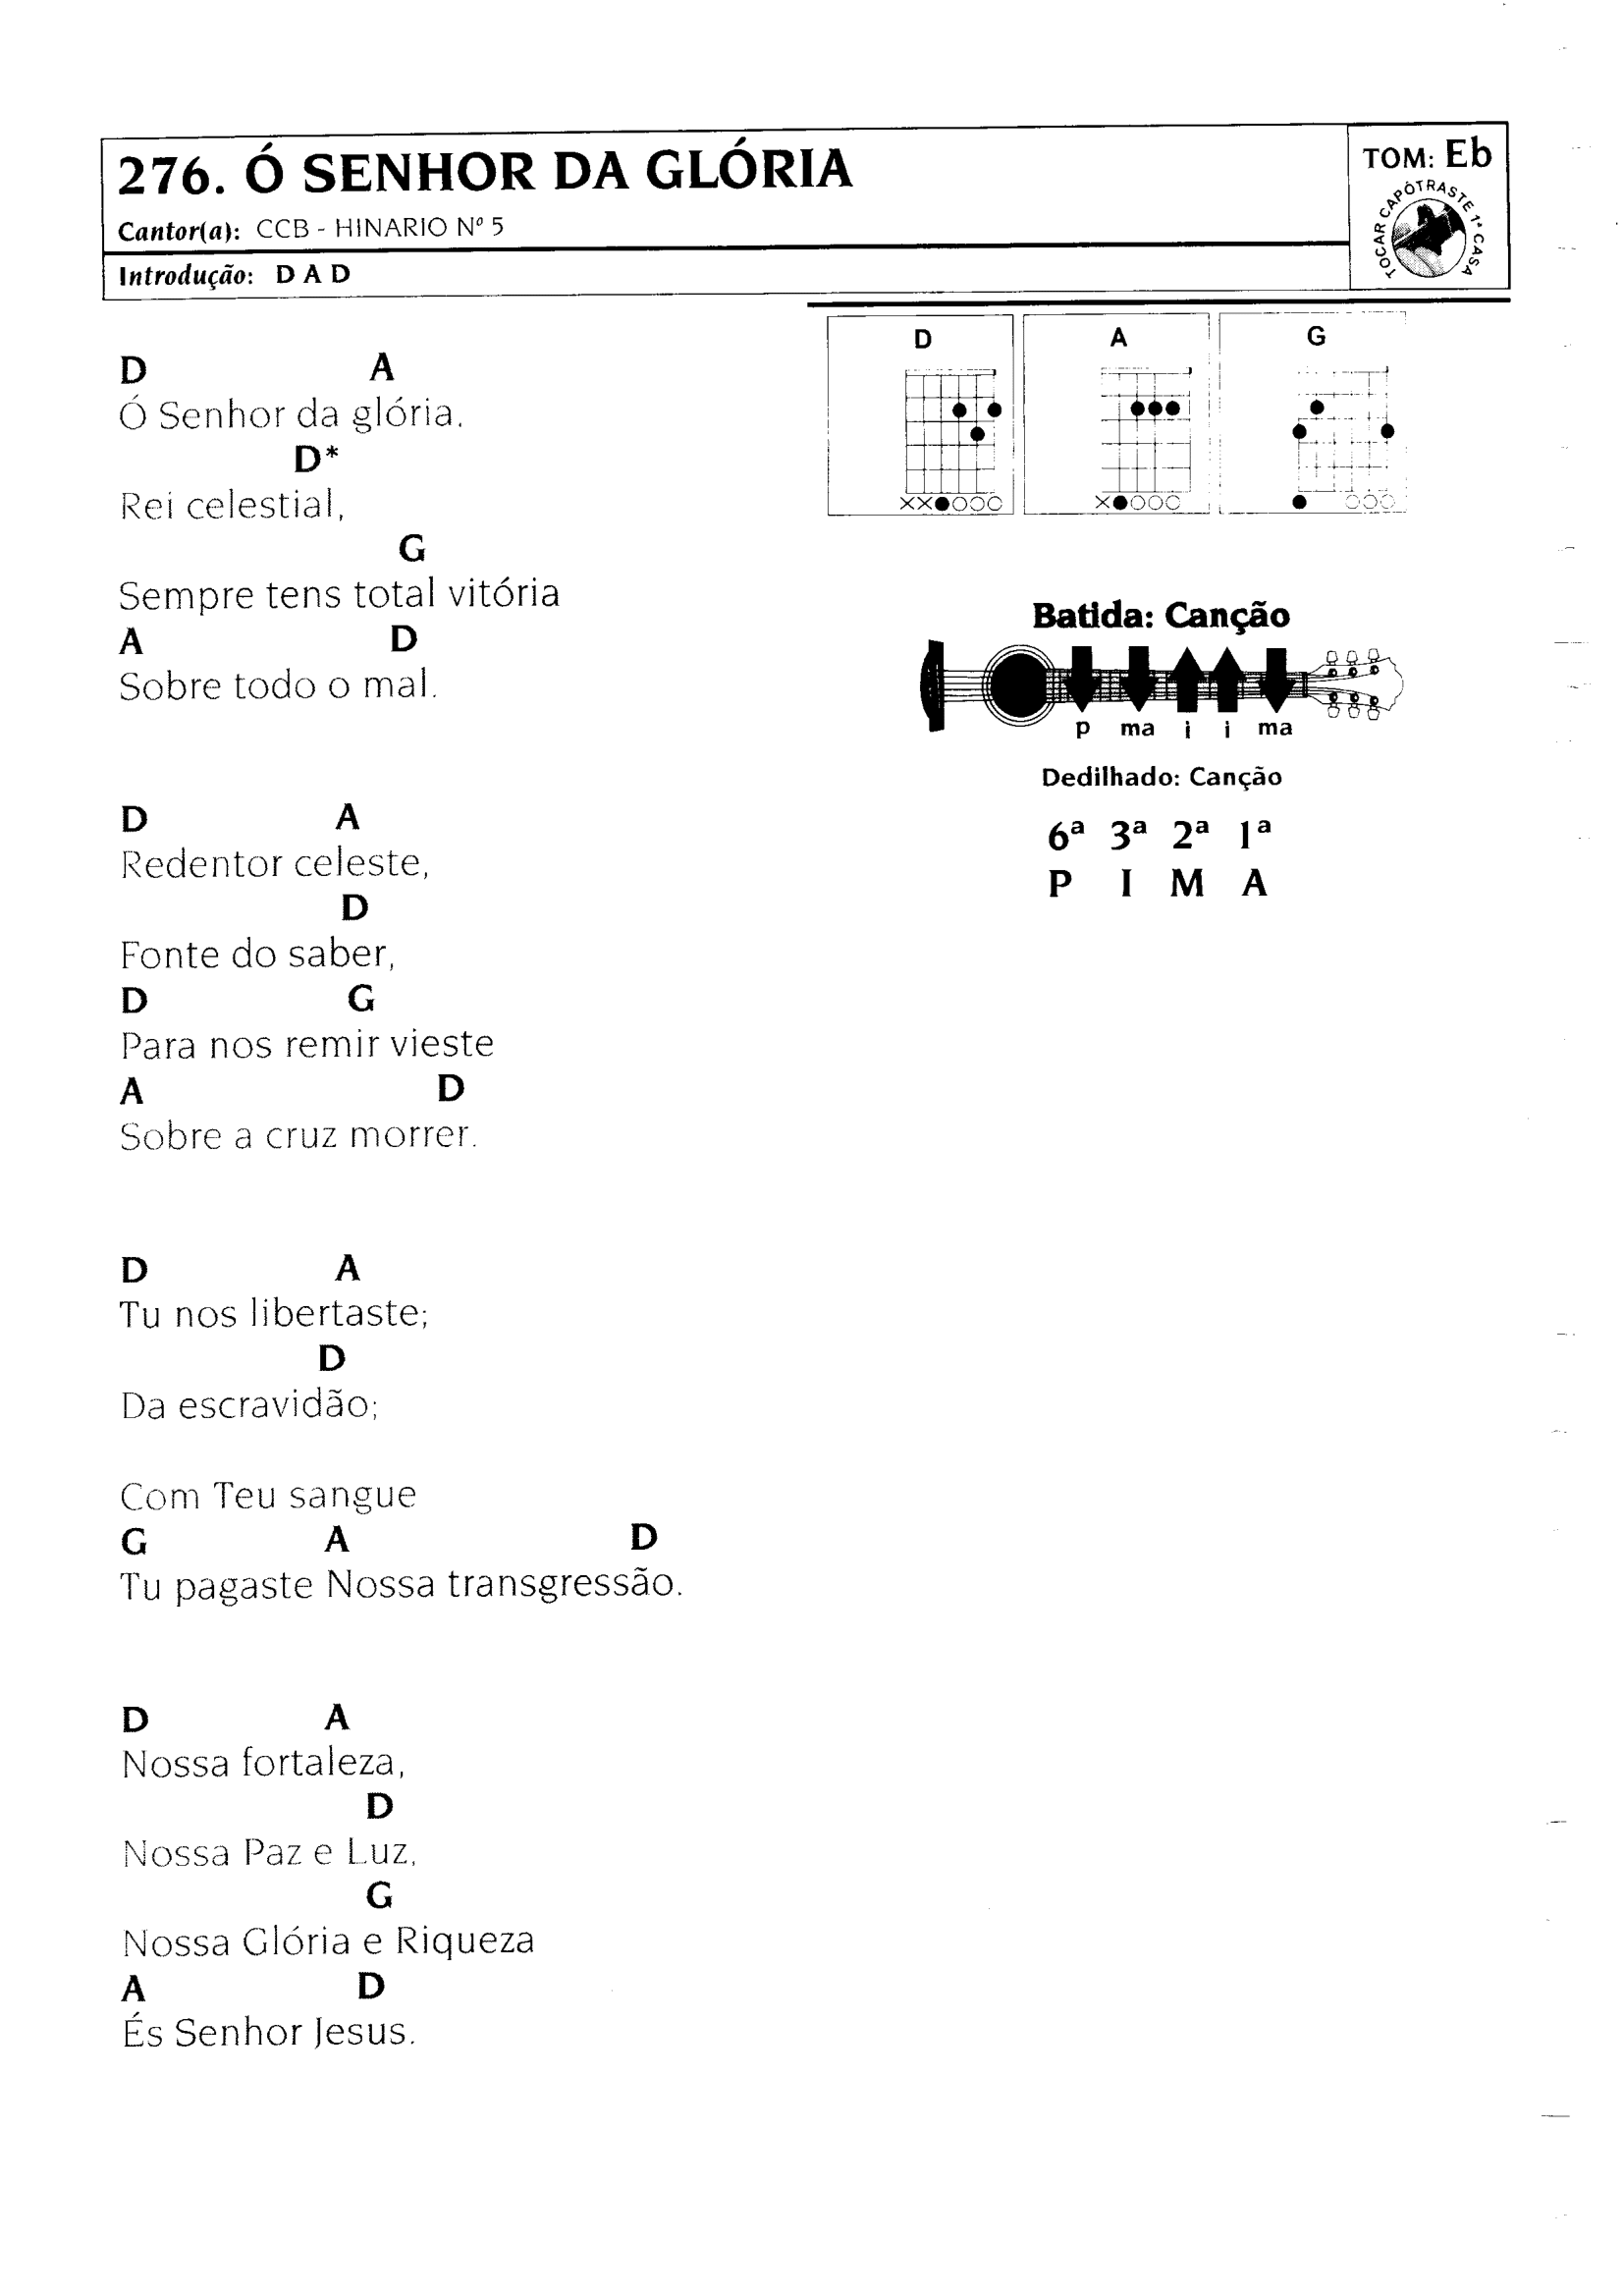 276. Ó SENHOR DA GLÓRIA
Cantor(a): CCB - HINARIO Nº 5
Introdução: D A D
TOM: Eb
TOCAR CAPÓTRASTE 1ª CASA
D A
Ó Senhor da glória.
D*
Rei celestial,
G
Sempre tens total vitória
A D
Sobre todo o mal.
D A
Redentor celeste,
D
Fonte do saber,
D G
Para nos remir vieste
A D
Sobre a cruz morrer.
D A
Tu nos libertaste;
D
Da escravidão;
Com Teu sangue
G A D
Tu pagaste Nossa transgressão.
D A
Nossa fortaleza,
D
Nossa Paz e Luz,
G
Nossa Glória e Riqueza
A D
És Senhor Jesus.
D A G
Batida: Canção
p ma i i ma
Dedilhado: Canção
6ª 3ª 2ª 1ª
P I M A